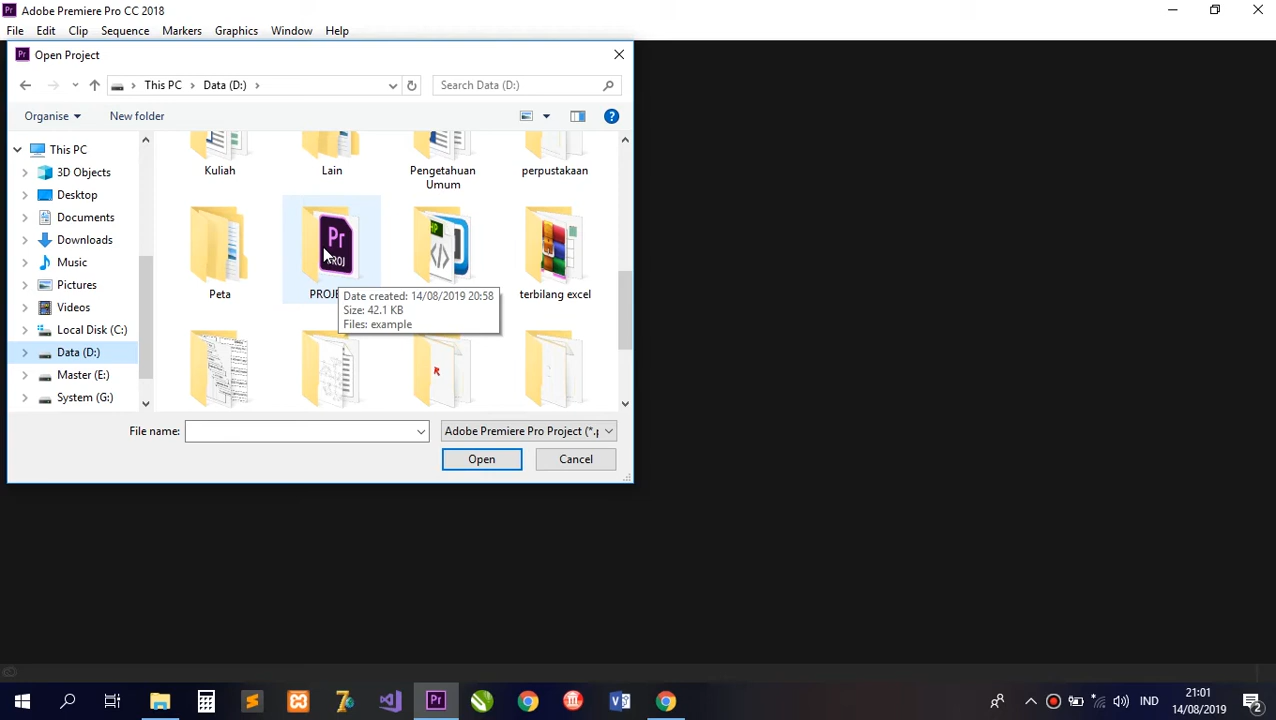 Adobe Premiere Pro CC 2018
File Edit Clip Sequence Markers Graphics Window Help
Open Project
This PC Data (D:)
Search Data (D:)
Organise
New folder
This PC
3D Objects
Desktop
Documents
Downloads
Music
Pictures
Videos
Local Disk (C:)
Data (D:)
Master (E:)
System (G:)
Kuliah
Lain
Pengetahuan
Umum
perpustakaan
Peta
terbilang excel
Date created: 14/08/2019 20:58
Size: 42.1 KB
Files: example
File name:
Adobe Premiere Pro Project (*.p
Open
Cancel
IND
21:01
14/08/2019